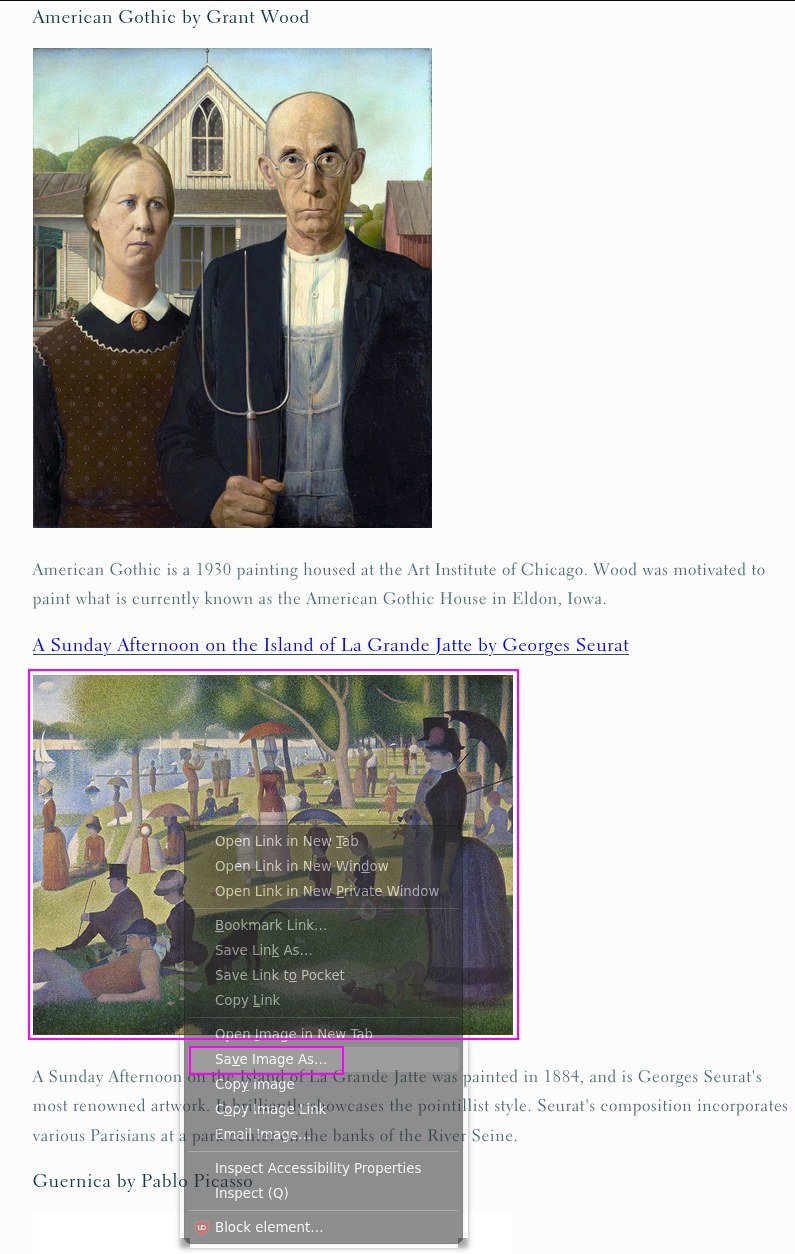 American Gothic by Grant Wood
American Gothic is a 1930 painting housed at the Art Institute of Chicago. Wood was motivated to
paint what is currently known as the American Gothic House in Eldon, Iowa.
A Sunday Afternoon on the Island of La Grande Jatte by Georges Seurat
Open Link in New Tab
Open Link in New Window
Open Link in New Private Window
Bookmark Link...
Save Link As...
Save Link to Pocket
Copy Link
Open Image in New Tab
Save Image As...
Copy Image
Copy Image Link
Email Image...
Inspect Accessibility Properties
Inspect (Q)
Block element...
A Sunday Afternoon on the Island of La Grande Jatte was painted in 1884, and is Georges Seurat's
most renowned artwork. It brilliantly showcases the pointillist style. Seurat's composition incorporates
various Parisians at a park on the banks of the River Seine.
Guernica by Pablo Picasso